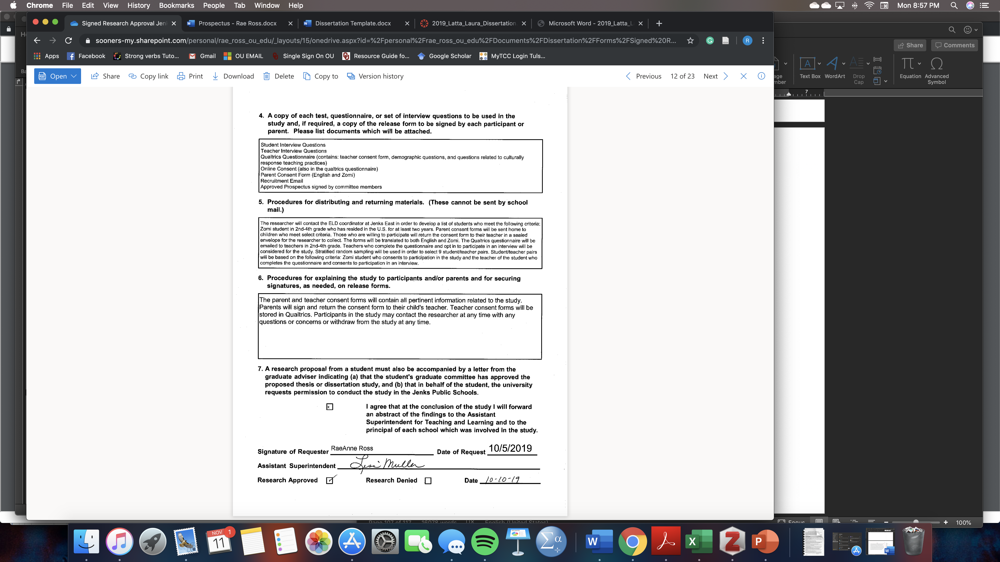 Chrome File Edit View History Bookmarks People Tab Window Help Mon 8:57 PM
Signed Research Approval Jen Prospectus - Rae Ross.docx Dissertation Template.docx 2019_Latta_Laura_Dissertation Microsoft Word - 2019_Latta_L
sooners-my.sharepoint.com/personal/rae_ross_ou_edu/_layouts/15/onedrive.aspx?id=%2Fpersonal%2Frae_ross_ou_edu%2FDocuments%2FDissertation%2FForms%2FSigned%20R... R
Share Comments
Apps Facebook Strong verbs Tuto... Gmail OU EMAIL Single Sign On OU Resource Guide fo... Google Scholar MyTCC Login Tuls...
Open Share Copy link Print Download Delete Copy to Version history Previous 12 of 23 Next
Text Box WordArt Drop Cap Equation Advanced Symbol
7
4. A copy of each test, questionnaire, or set of interview questions to be used in the
study and, if required, a copy of the release form to be signed by each participant or
parent. Please list documents which will be attached.
Student Interview Questions
Teacher Interview Questions
Qualtrics Questionnaire (contains: teacher consent form, demographic questions, and questions related to culturally
response teaching practices)
Online Consent (also in the qualtrics questionnaire)
Parent Consent Form (English and Zomi)
Recruitment Email
Approved Prospectus signed by committee members
5. Procedures for distributing and returning materials. (These cannot be sent by school
mail.)
The researcher will contact the ELD coordinator at Jenks East in order to develop a list of students who meet the following criteria:
Zomi student in 2nd-4th grade who has resided in the U.S. for at least two years. Parent consent forms will be sent home to
children who meet select criteria. Those who are willing to participate will return the consent form to their teacher in a sealed
envelope for the researcher to collect. The forms will be translated to both English and Zomi. The Qualtrics questionnaire will be
emailed to teachers in 2nd-4th grade. Teachers who complete the questionnaire and opt in to participate in an interview will be
considered for the study. Stratified random sampling will be used in order to select 9 student/teacher pairs. Student/teacher pairs
will be based on the following criteria: Zomi student who consents to participation in the study and the teacher of the student who
completes the questionnaire and consents to participation in an interview.
6. Procedures for explaining the study to participants and/or parents and for securing
signatures, as needed, on release forms.
The parent and teacher consent forms will contain all pertinent information related to the study.
Parents will sign and return the consent form to their child's teacher. Teacher consent forms will be
stored in Qualtrics. Participants in the study may contact the researcher at any time with any
questions or concerns or withdraw from the study at any time.
7. A research proposal from a student must also be accompanied by a letter from the
graduate adviser indicating (a) that the student's graduate committee has approved the
proposed thesis or dissertation study, and (b) that in behalf of the student, the university
requests permission to conduct the study in the Jenks Public Schools.
x I agree that at the conclusion of the study I will forward
an abstract of the findings to the Assistant
Superintendent for Teaching and Learning and to the
principal of each school which was involved in the study.
Signature of Requester RaeAnne Ross Date of Request 10/5/2019
Assistant Superintendent Lisa Muller
Research Approved Research Denied Date 10-10-19
Page 107 of 117 16078 words English (United States) Focus 100%
NOV 11 1
W X Z P